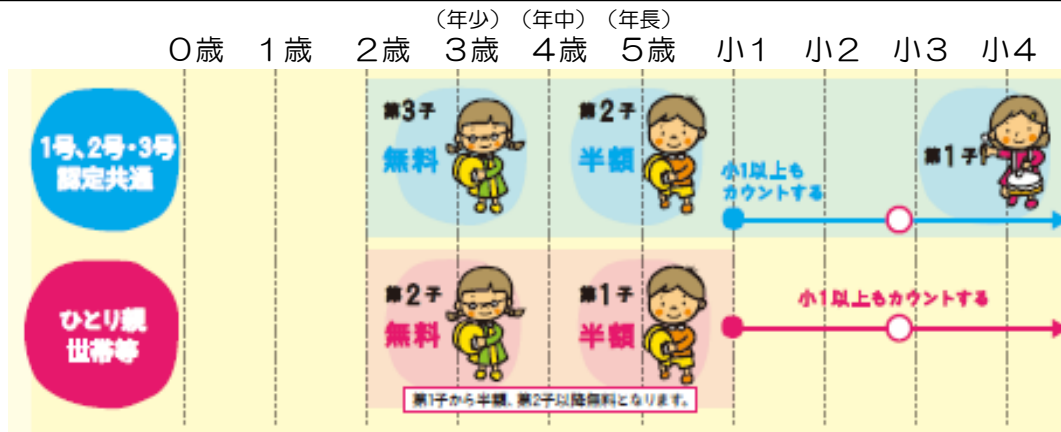 （年少）（年中）（年長）
０歳 １歳 ２歳 ３歳 ４歳 ５歳 小１ 小２ 小３ 小４
1号、2号・3号
認定共通
第3子
無料
第2子
半額
小1以上も
カウントする
第1子
ひとり親
世帯等
第2子
無料
第1子
半額
小1以上もカウントする
第1子から半額、第2子以降無料となります。